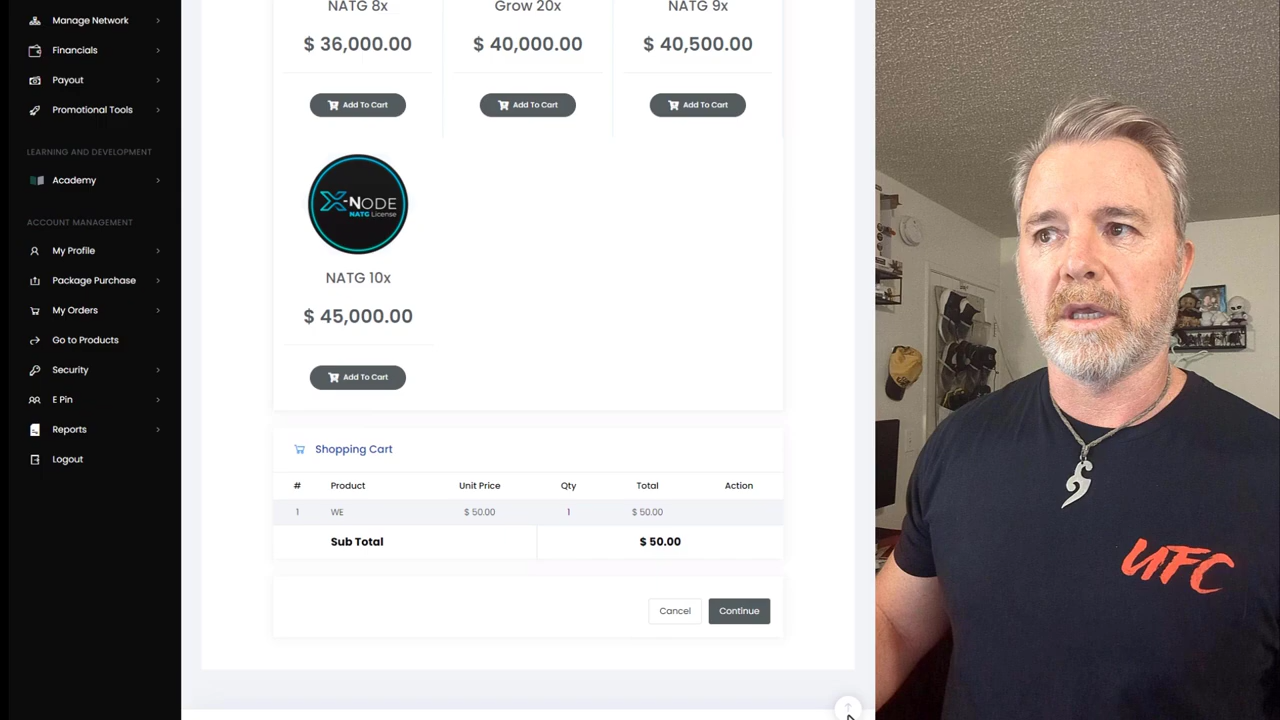 Manage Network
Financials
Payout
Promotional Tools
LEARNING AND DEVELOPMENT
Academy
ACCOUNT MANAGEMENT
My Profile
Package Purchase
My Orders
Go to Products
Security
E Pin
Reports
Logout
NATG 8x
$ 36,000.00
Add To Cart
Grow 20x
$ 40,000.00
Add To Cart
NATG 9x
$ 40,500.00
Add To Cart
X-NODE
NATG License
NATG 10x
$ 45,000.00
Add To Cart
Shopping Cart
# Product Unit Price Qty Total Action
1 WE $ 50.00 1 $ 50.00
Sub Total $ 50.00
Cancel Continue
UFC